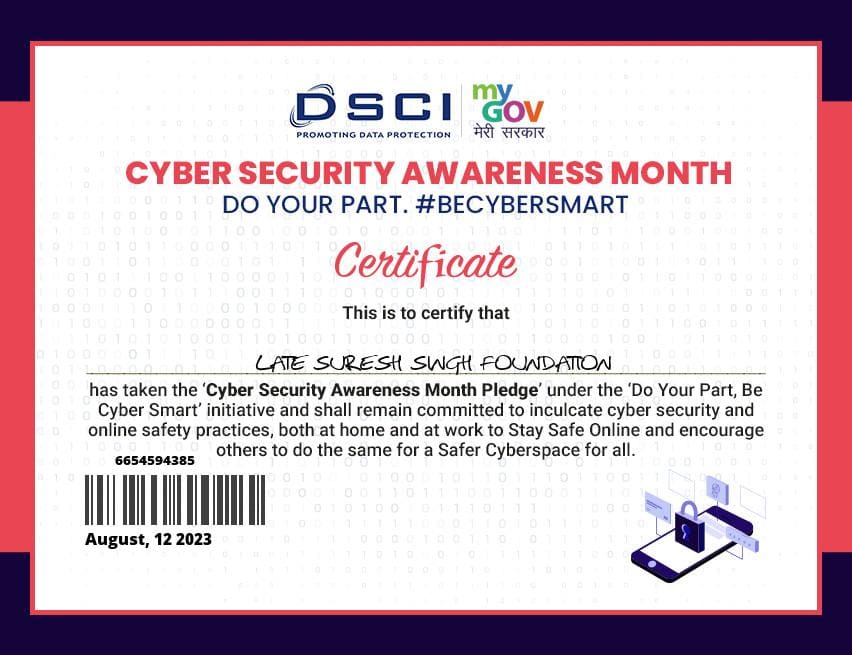 DSCI
PROMOTING DATA PROTECTION
my
GOV
मेरी सरकार
CYBER SECURITY AWARENESS MONTH
DO YOUR PART. #BECYBERSMART
Certificate
This is to certify that
LATE SURESH SINGH FOUNDATION
has taken the ‘Cyber Security Awareness Month Pledge’ under the ‘Do Your Part, Be
Cyber Smart’ initiative and shall remain committed to inculcate cyber security and
online safety practices, both at home and at work to Stay Safe Online and encourage
others to do the same for a Safer Cyberspace for all.
6654594385
August, 12 2023